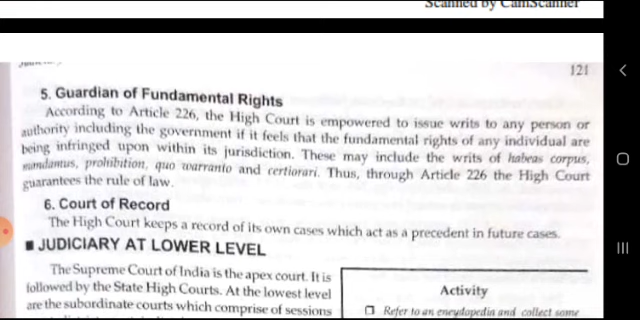 Scanned by CamScanner
121
5. Guardian of Fundamental Rights
According to Article 226, the High Court is empowered to issue writs to any person or
authority including the government if it feels that the fundamental rights of any individual are
being infringed upon within its jurisdiction. These may include the writs of habeas corpus,
mandamus, prohibition, quo warranto and certiorari. Thus, through Article 226 the High Court
guarantees the rule of law.
6. Court of Record
The High Court keeps a record of its own cases which act as a precedent in future cases.
■ JUDICIARY AT LOWER LEVEL
The Supreme Court of India is the apex court. It is
followed by the State High Courts. At the lowest level
are the subordinate courts which comprise of sessions
Activity
❑ Refer to an encyclopedia and collect some